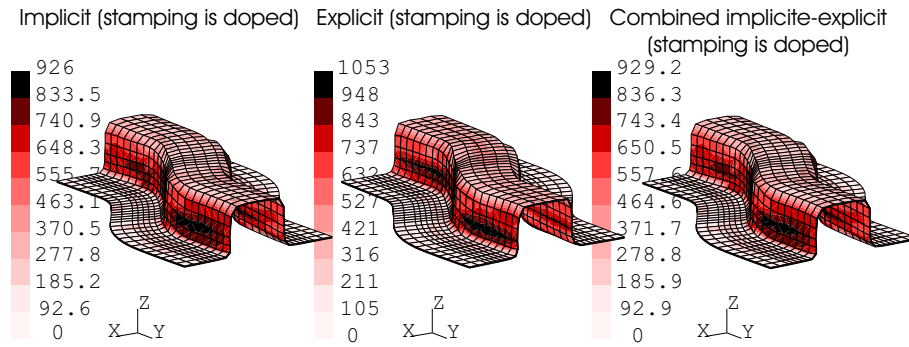 Implicit (stamping is doped)
Explicit (stamping is doped)
Combined implicite-explicit
(stamping is doped)
926
833.5
740.9
648.3
463.1
370.5
277.8
185.2
92.6
0
X
Z
Y
1053
948
843
737
527
421
316
211
105
0
X
Z
Y
929.2
836.3
743.4
650.5
557.6
464.6
371.7
278.8
185.9
92.9
0
X
Z
Y